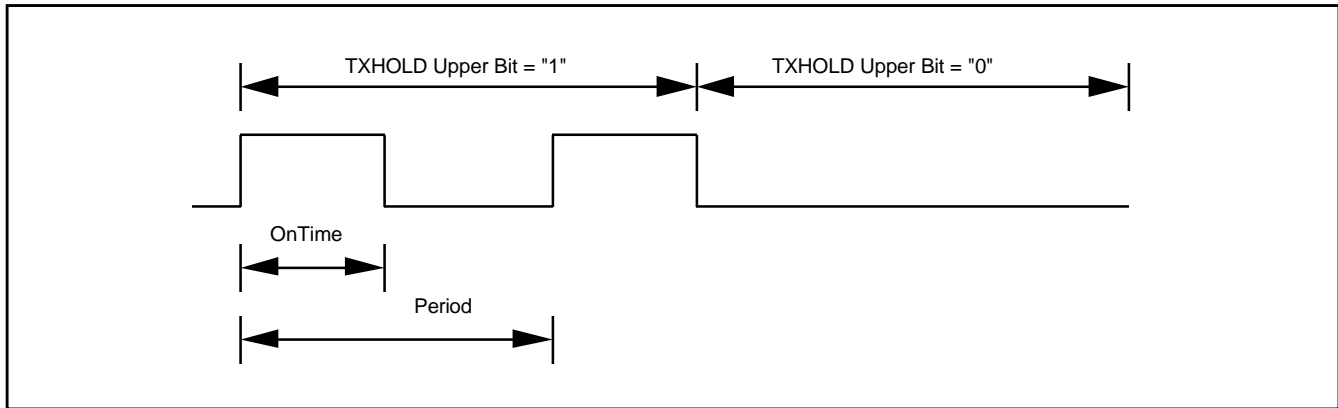 TXHOLD Upper Bit = "1"
TXHOLD Upper Bit = "0"
OnTime
Period